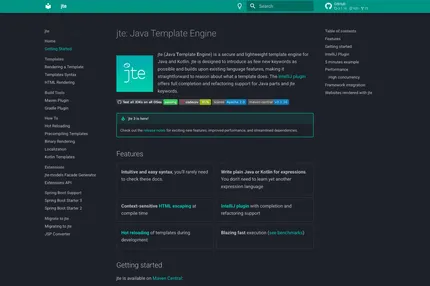 jte
Search
GitHub
jte
Home
Getting Started
Templates
Rendering a Template
Templates Syntax
HTML Rendering
Build Tools
Maven Plugin
Gradle Plugin
How To
Hot Reloading
Precompiling Templates
Binary Rendering
Localization
Kotlin Templates
Extensions
jte-models Facade Generator
Extensions API
Spring Boot Support
Spring Boot Starter 3
Spring Boot Starter 2
Migrate to jte
Migrating to jte
JSP Converter
jte: Java Template Engine
jte
jte (Java Template Engine) is a secure and lightweight template engine
for Java and Kotlin. jte is designed to introduce as few new keywords as
possible and builds upon existing language features, making it
straightforward to reason about what a template does. The IntelliJ plugin
offers full completion and refactoring support for Java parts and jte
keywords.
jte 3 is here!
Check out the release notes for exciting new features, improved performance, and streamlined dependencies.
Features
Intuitive and easy syntax, you'll rarely need
to check these docs
Write plain Java or Kotlin for expressions.
You don't need to learn yet another
expression language
Context-sensitive HTML escaping at
compile time
IntelliJ plugin with completion and
refactoring support
Hot reloading of templates during
development
Blazing fast execution (see benchmarks)
Getting started
jte is available on Maven Central:
Table of contents
Features
Getting started
IntelliJ Plugin
5 minutes example
Performance
High concurrency
Framework integration
Websites rendered with jte